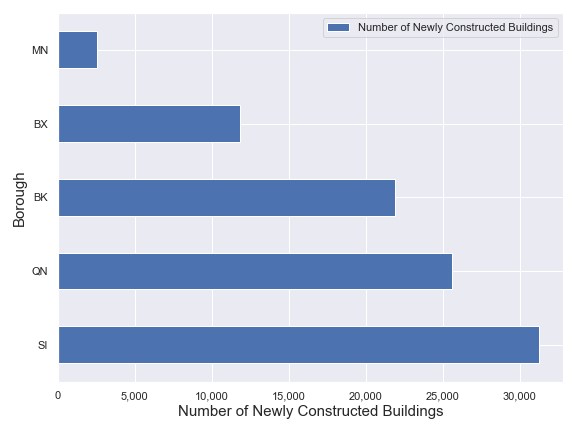 Number of Newly Constructed Buildings
MN
BX
BK
QN
SI
Borough
0 5,000 10,000 15,000 20,000 25,000 30,000
Number of Newly Constructed Buildings